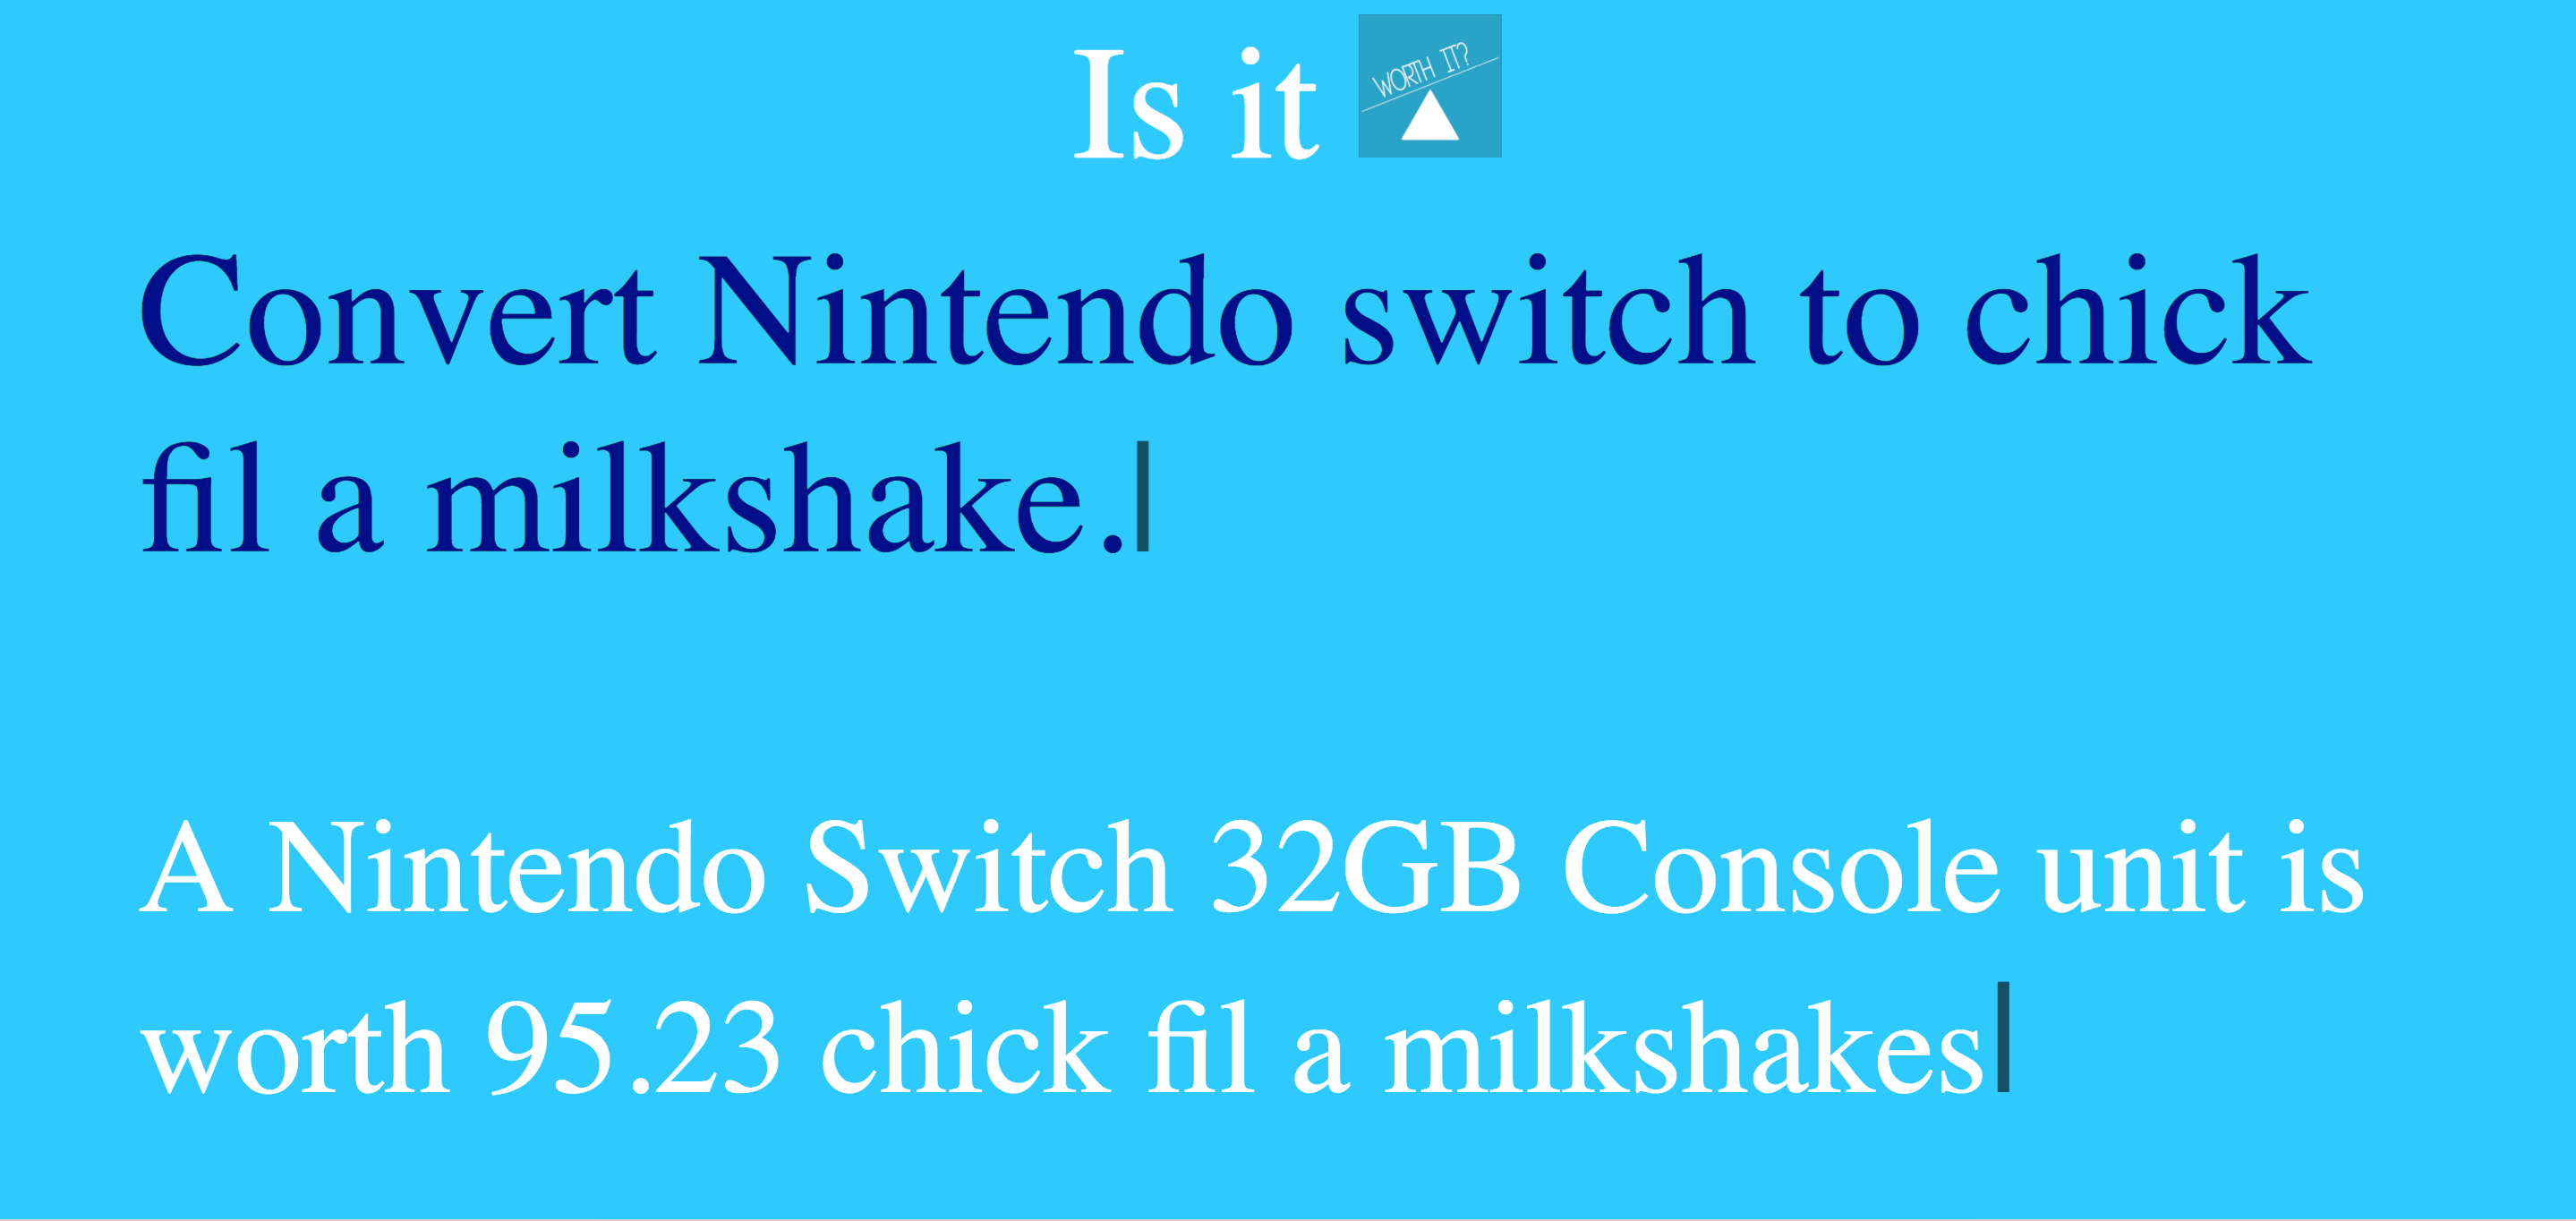 Is it
WORTH IT?
Convert Nintendo switch to chick
fil a milkshake.
A Nintendo Switch 32GB Console unit is
worth 95.23 chick fil a milkshakes